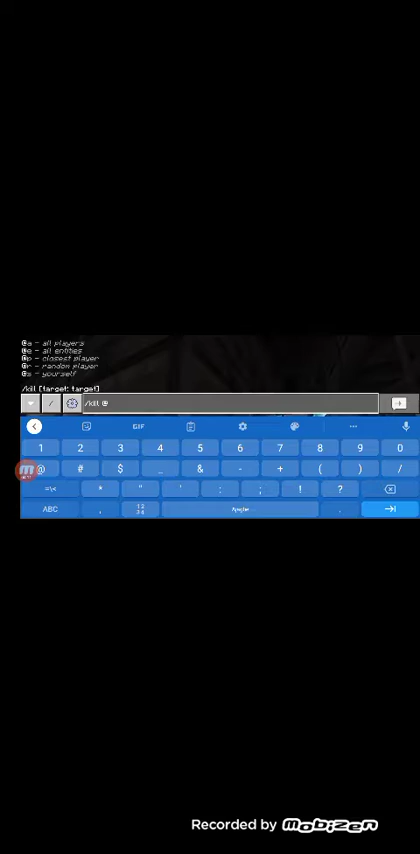 @a - all players
@e - all entities
@p - closest player
@r - random player
@s - yourself
/kill [target: target]
/ /kill @
GIF
1 2 3 4 5 6 7 8 9 0
@ # $ _ & - + ( ) /
=\< * " ' : ; ! ?
ABC , 12 34 .
Recorded by mobizen